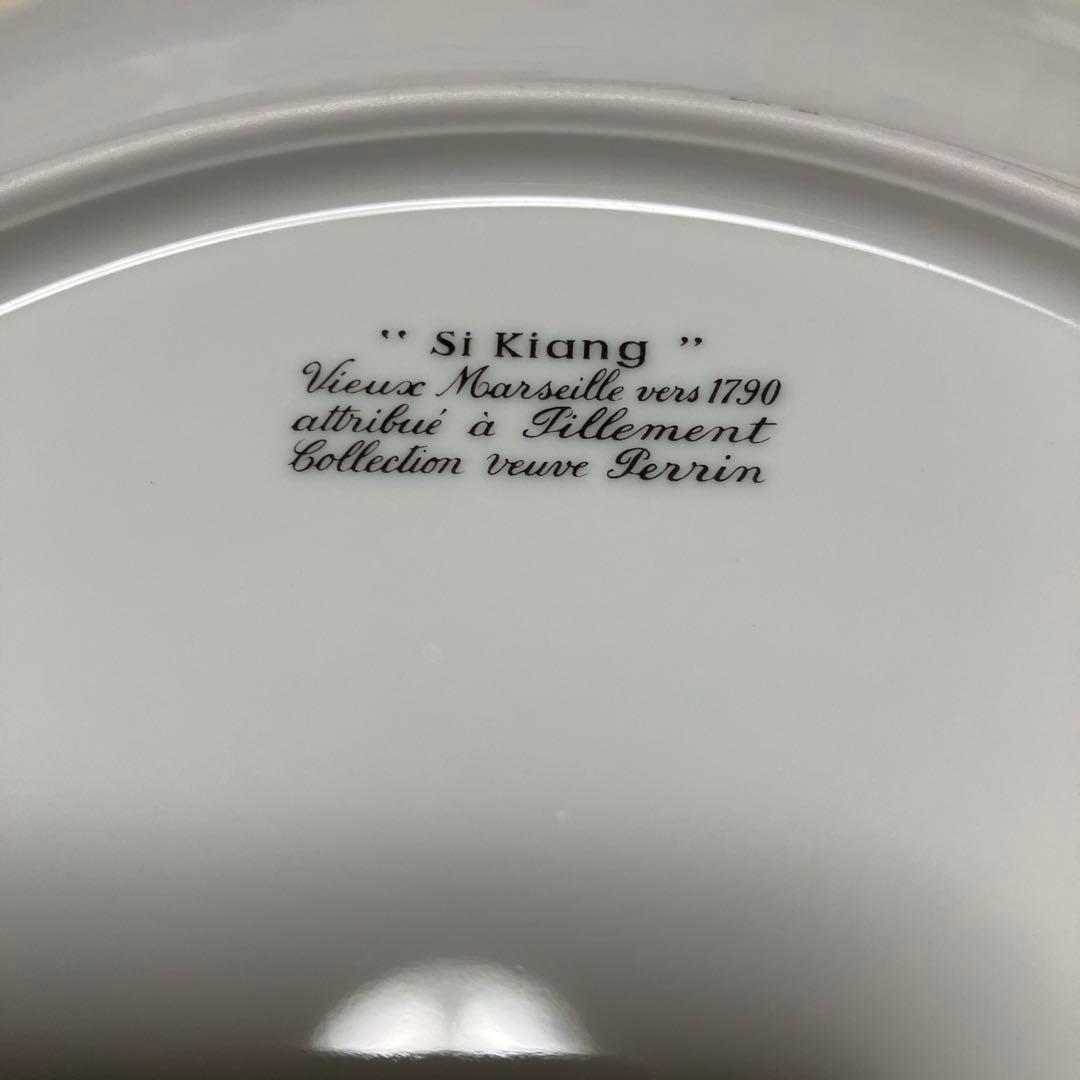 “ Si Kiang ”
Vieux Marseille vers 1790
attribué à Pillement
Collection veuve Perrin